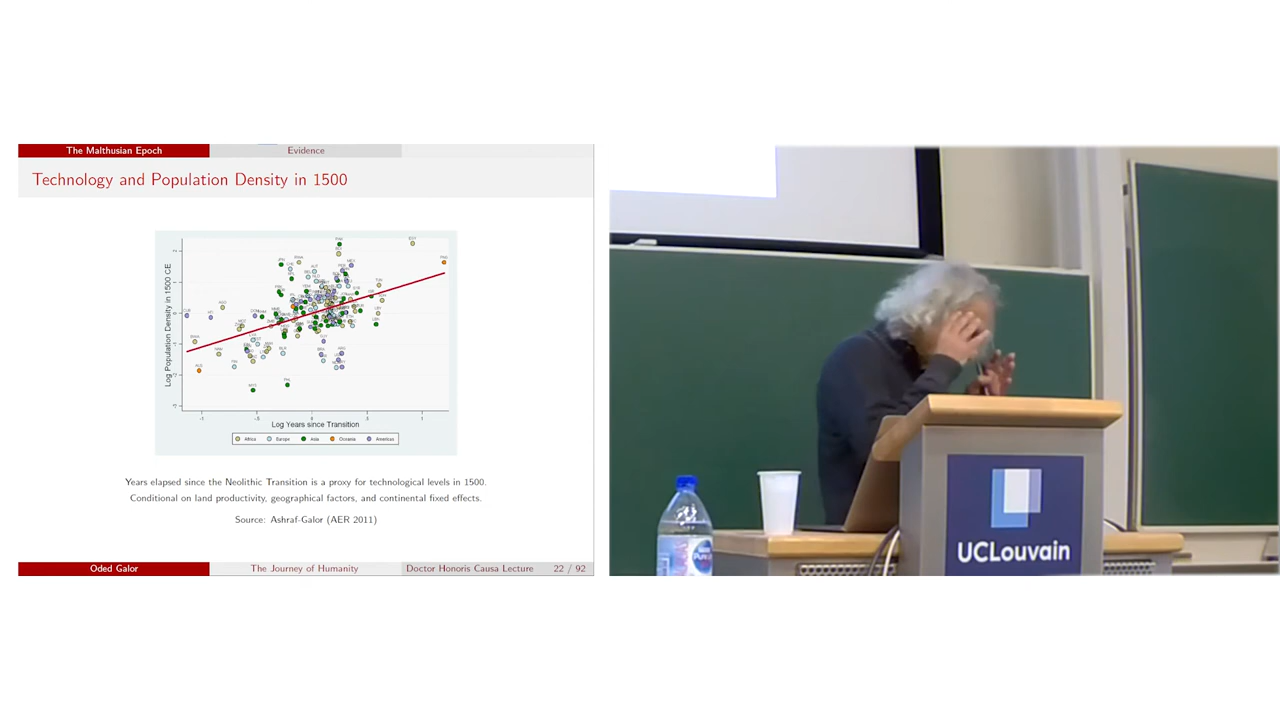 The Malthusian Epoch
Evidence
Technology and Population Density in 1500
Log Population Density in 1500 CE
Log Years since Transition
Africa Europe Asia Oceania Americas
Years elapsed since the Neolithic Transition is a proxy for technological levels in 1500.
Conditional on land productivity, geographical factors, and continental fixed effects.
Source: Ashraf-Galor (AER 2011)
Oded Galor
The Journey of Humanity
Doctor Honoris Causa Lecture 22 / 92
UCLouvain